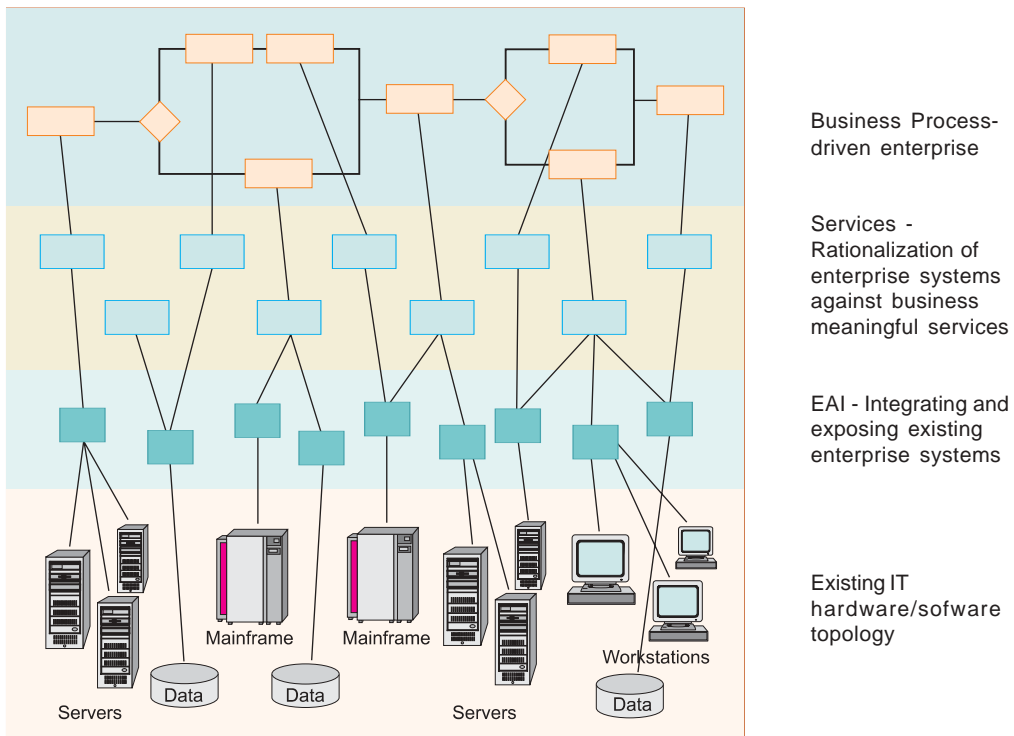 Business Process-
driven enterprise
Services -
Rationalization of
enterprise systems
against business
meaningful services
EAI - Integrating and
exposing existing
enterprise systems
Existing IT
hardware/sofware
topology
Mainframe
Mainframe
Workstations
Data
Data
Data
Servers
Servers